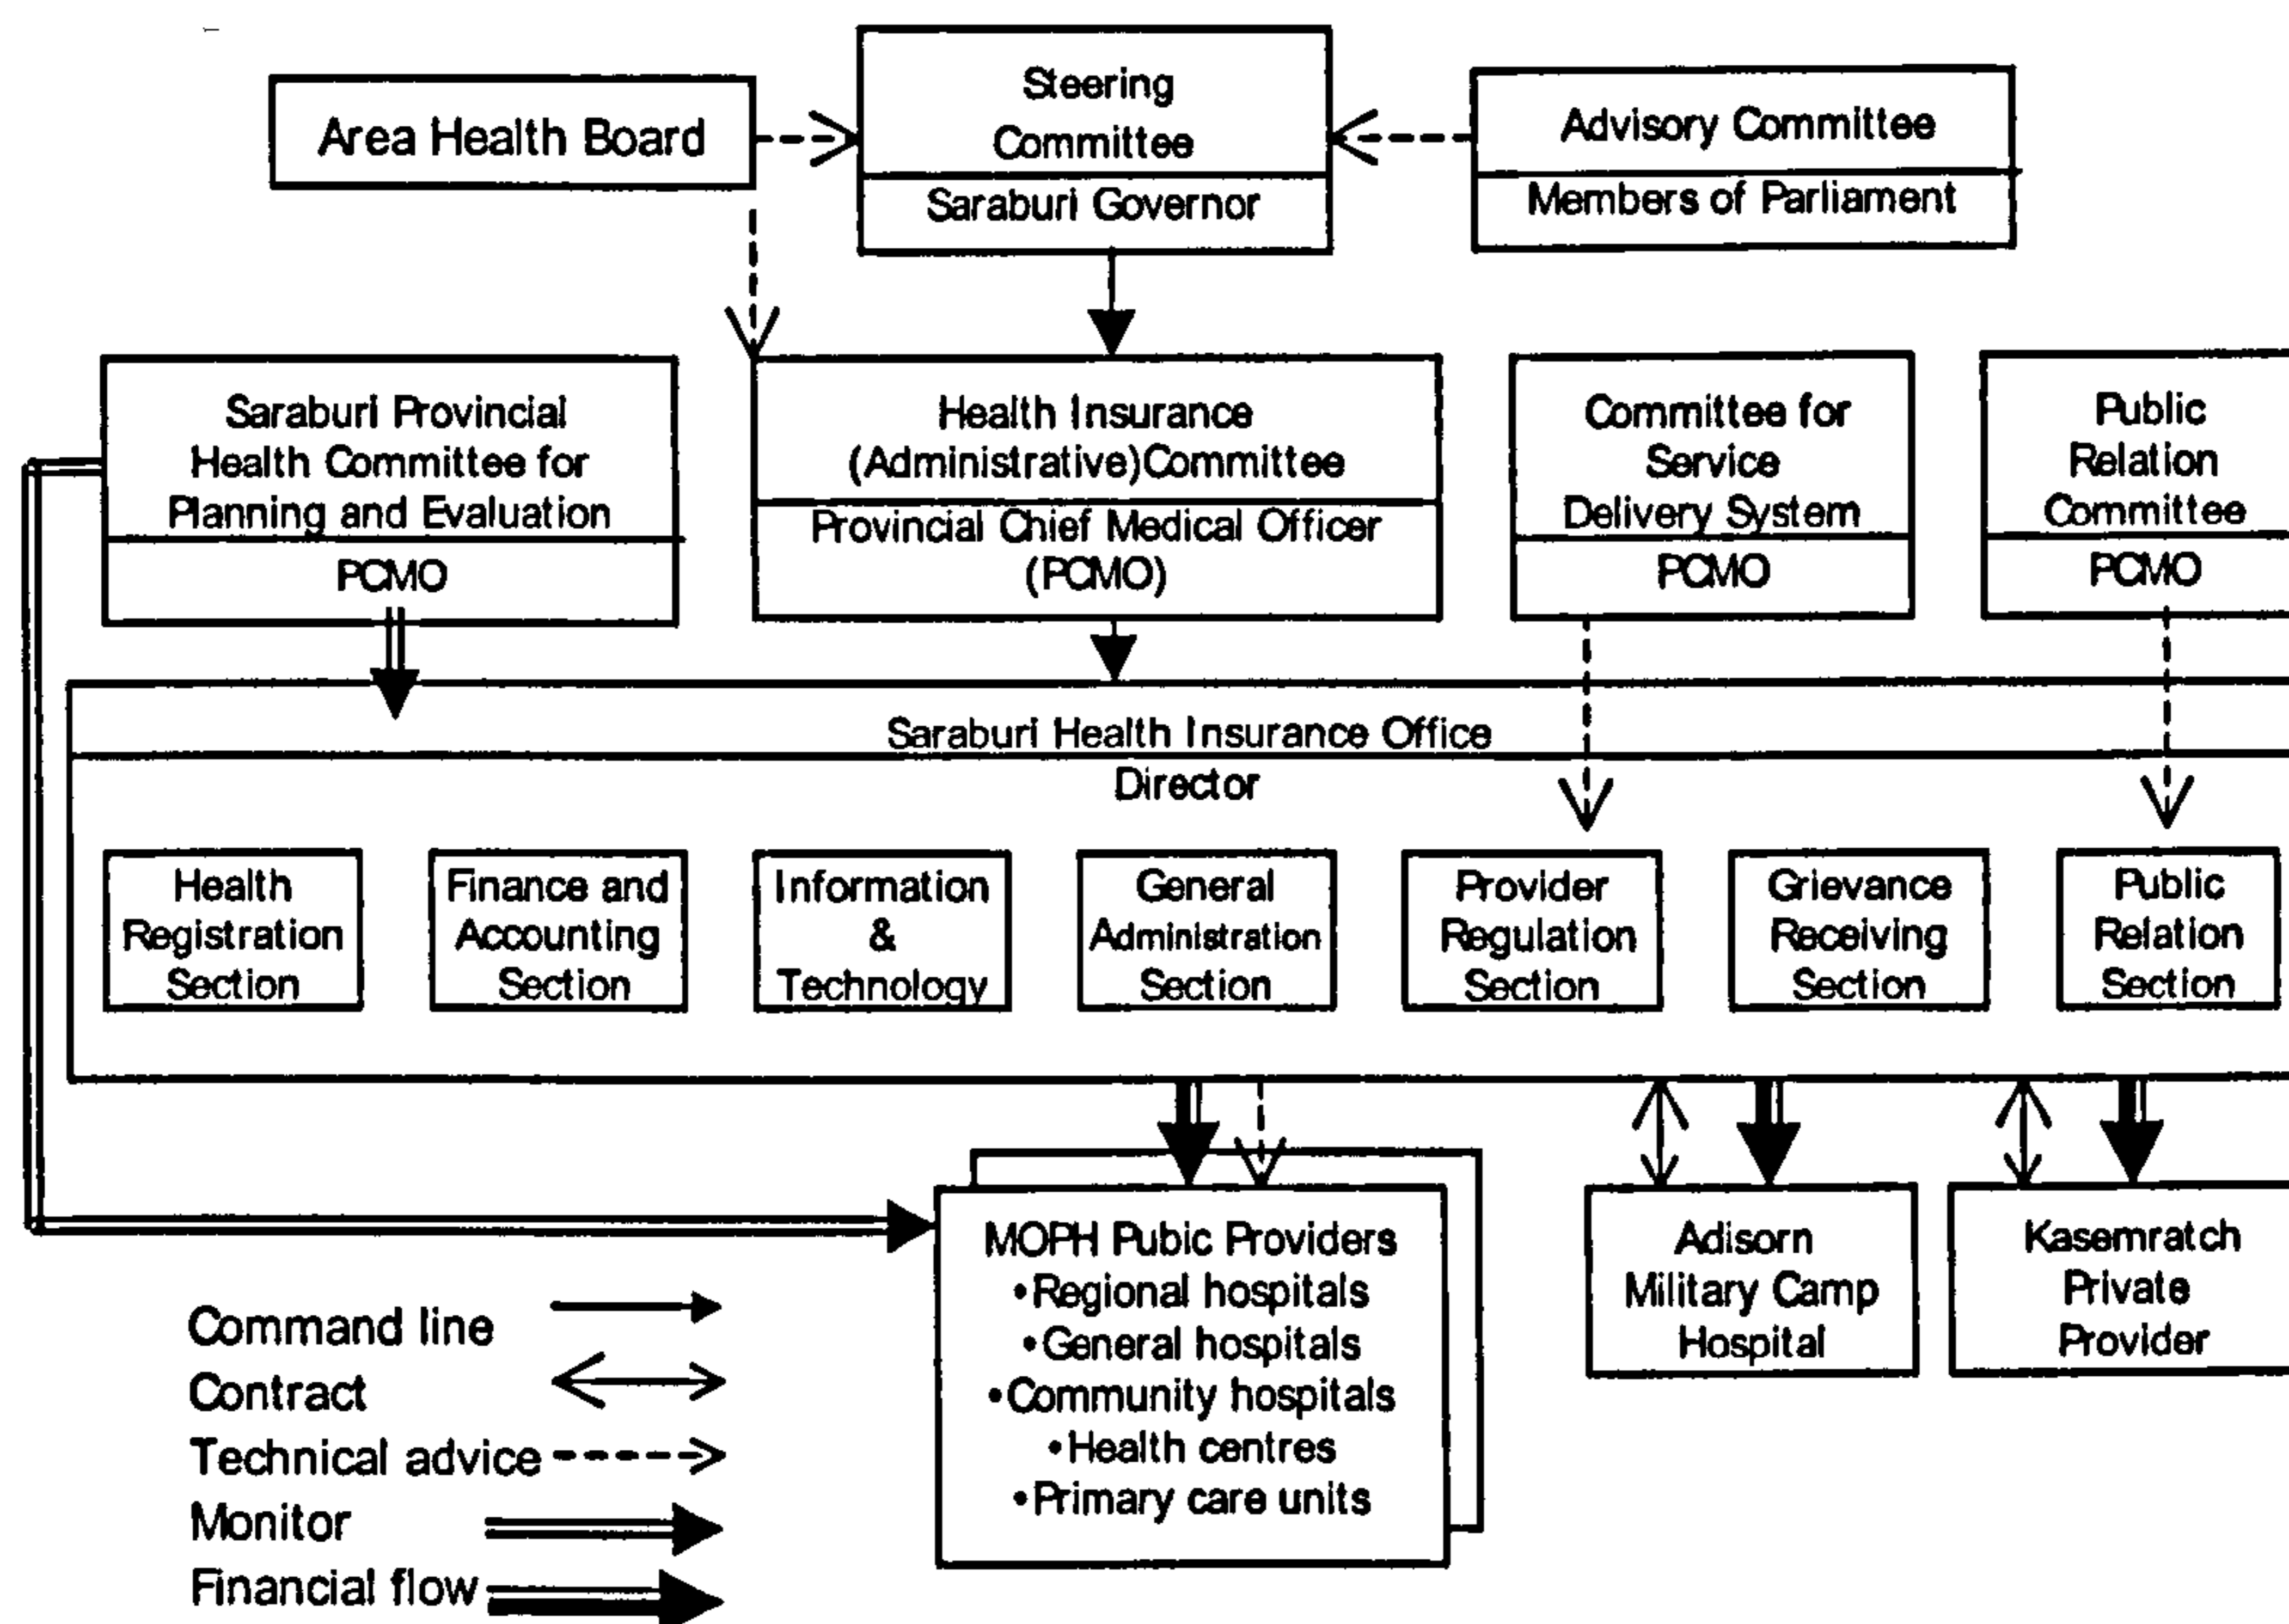 Area Health Board
Steering
Committee
Saraburi Governor
Advisory Committee
Members of Parliament
Saraburi Provincial
Health Committee for
Planning and Evaluation
PCMO
Health Insurance
(Administrative)Committee
Provincial Chief Medical Officer
(PCMO)
Committee for
Service
Delivery System
PCMO
Public
Relation
Committee
PCMO
Saraburi Health Insurance Office
Director
Health
Registration
Section
Finance and
Accounting
Section
Information
&
Technology
General
Administration
Section
Provider
Regulation
Section
Grievance
Receiving
Section
Public
Relation
Section
MOPH Pubic Providers
•Regional hospitals
•General hospitals
•Community hospitals
•Health centres
•Primary care units
Adisorn
Military Camp
Hospital
Kasemratch
Private
Provider
Command line
Contract
Technical advice
Monitor
Financial flow